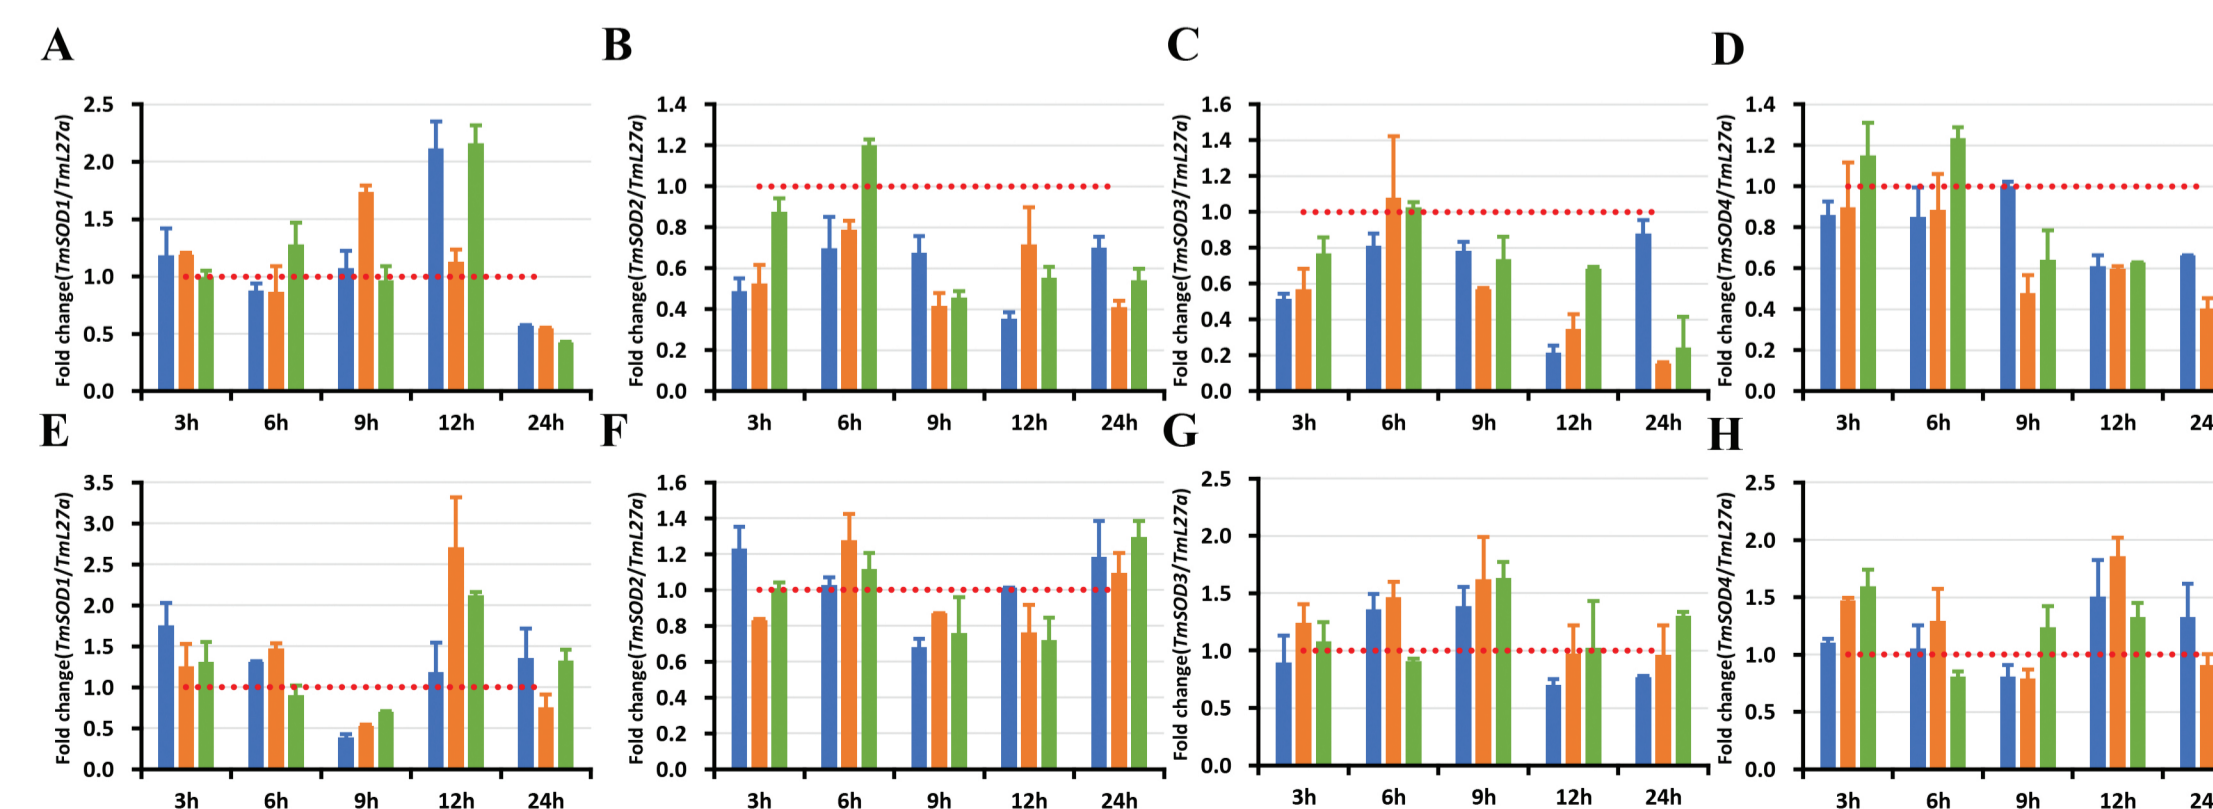 A
Fold change(TmSOD1/TmL27a)
2.5
2.0
1.5
1.0
0.5
0.0
3h 6h 9h 12h 24h
B
Fold change(TmSOD2/TmL27a)
1.4
1.2
1.0
0.8
0.6
0.4
0.2
0.0
3h 6h 9h 12h 24h
C
Fold change(TmSOD3/TmL27a)
1.6
1.4
1.2
1.0
0.8
0.6
0.4
0.2
0.0
3h 6h 9h 12h 24h
D
Fold change(TmSOD4/TmL27a)
1.4
1.2
1.0
0.8
0.6
0.4
0.2
0.0
3h 6h 9h 12h 24
E
Fold change(TmSOD1/TmL27a)
3.5
3.0
2.5
2.0
1.5
1.0
0.5
0.0
3h 6h 9h 12h 24h
F
Fold change(TmSOD2/TmL27a)
1.6
1.4
1.2
1.0
0.8
0.6
0.4
0.2
0.0
3h 6h 9h 12h 24h
G
Fold change(TmSOD3/TmL27a)
2.5
2.0
1.5
1.0
0.5
0.0
3h 6h 9h 12h 24h
H
Fold change(TmSOD4/TmL27a)
2.5
2.0
1.5
1.0
0.5
0.0
3h 6h 9h 12h 24